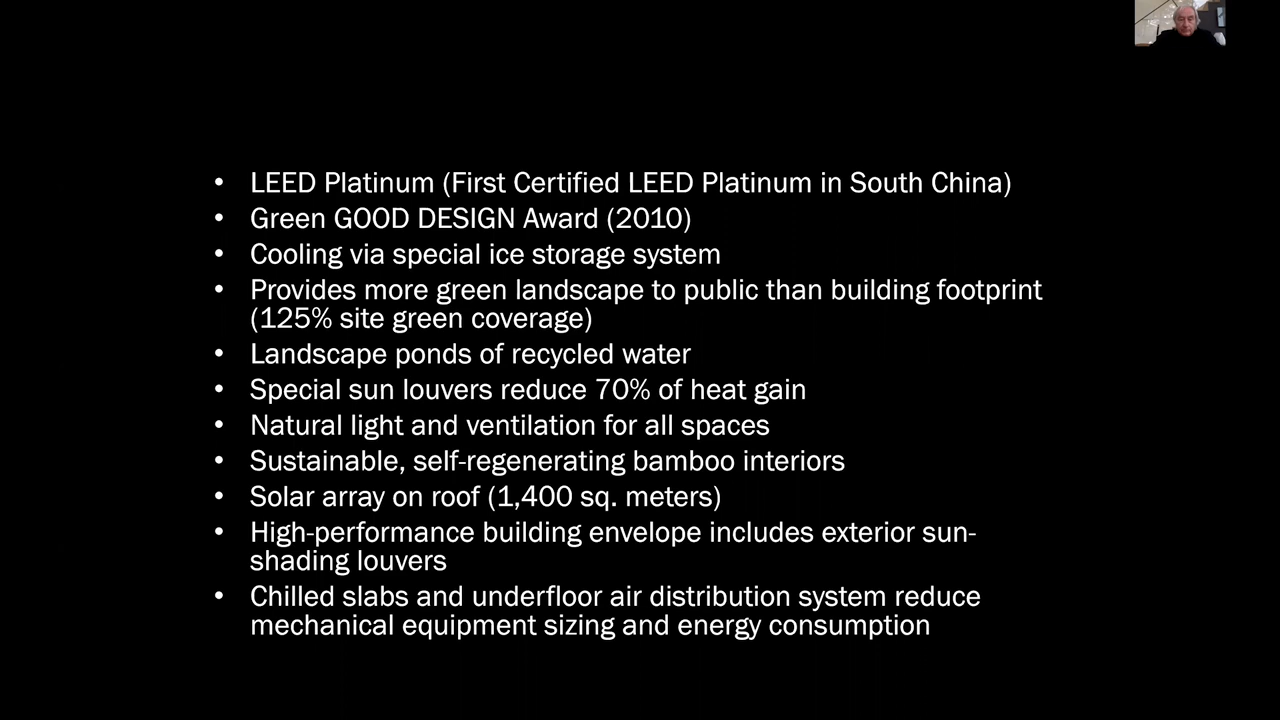 • LEED Platinum (First Certified LEED Platinum in South China)
• Green GOOD DESIGN Award (2010)
• Cooling via special ice storage system
• Provides more green landscape to public than building footprint
(125% site green coverage)
• Landscape ponds of recycled water
• Special sun louvers reduce 70% of heat gain
• Natural light and ventilation for all spaces
• Sustainable, self-regenerating bamboo interiors
• Solar array on roof (1,400 sq. meters)
• High-performance building envelope includes exterior sun-
shading louvers
• Chilled slabs and underfloor air distribution system reduce
mechanical equipment sizing and energy consumption